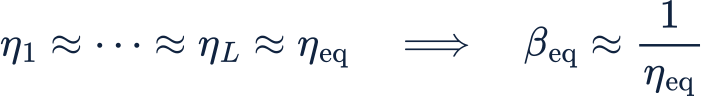 η₁ ≈ ⋯ ≈ η_L ≈ η_eq ⟹ β_eq ≈ 1/η_eq